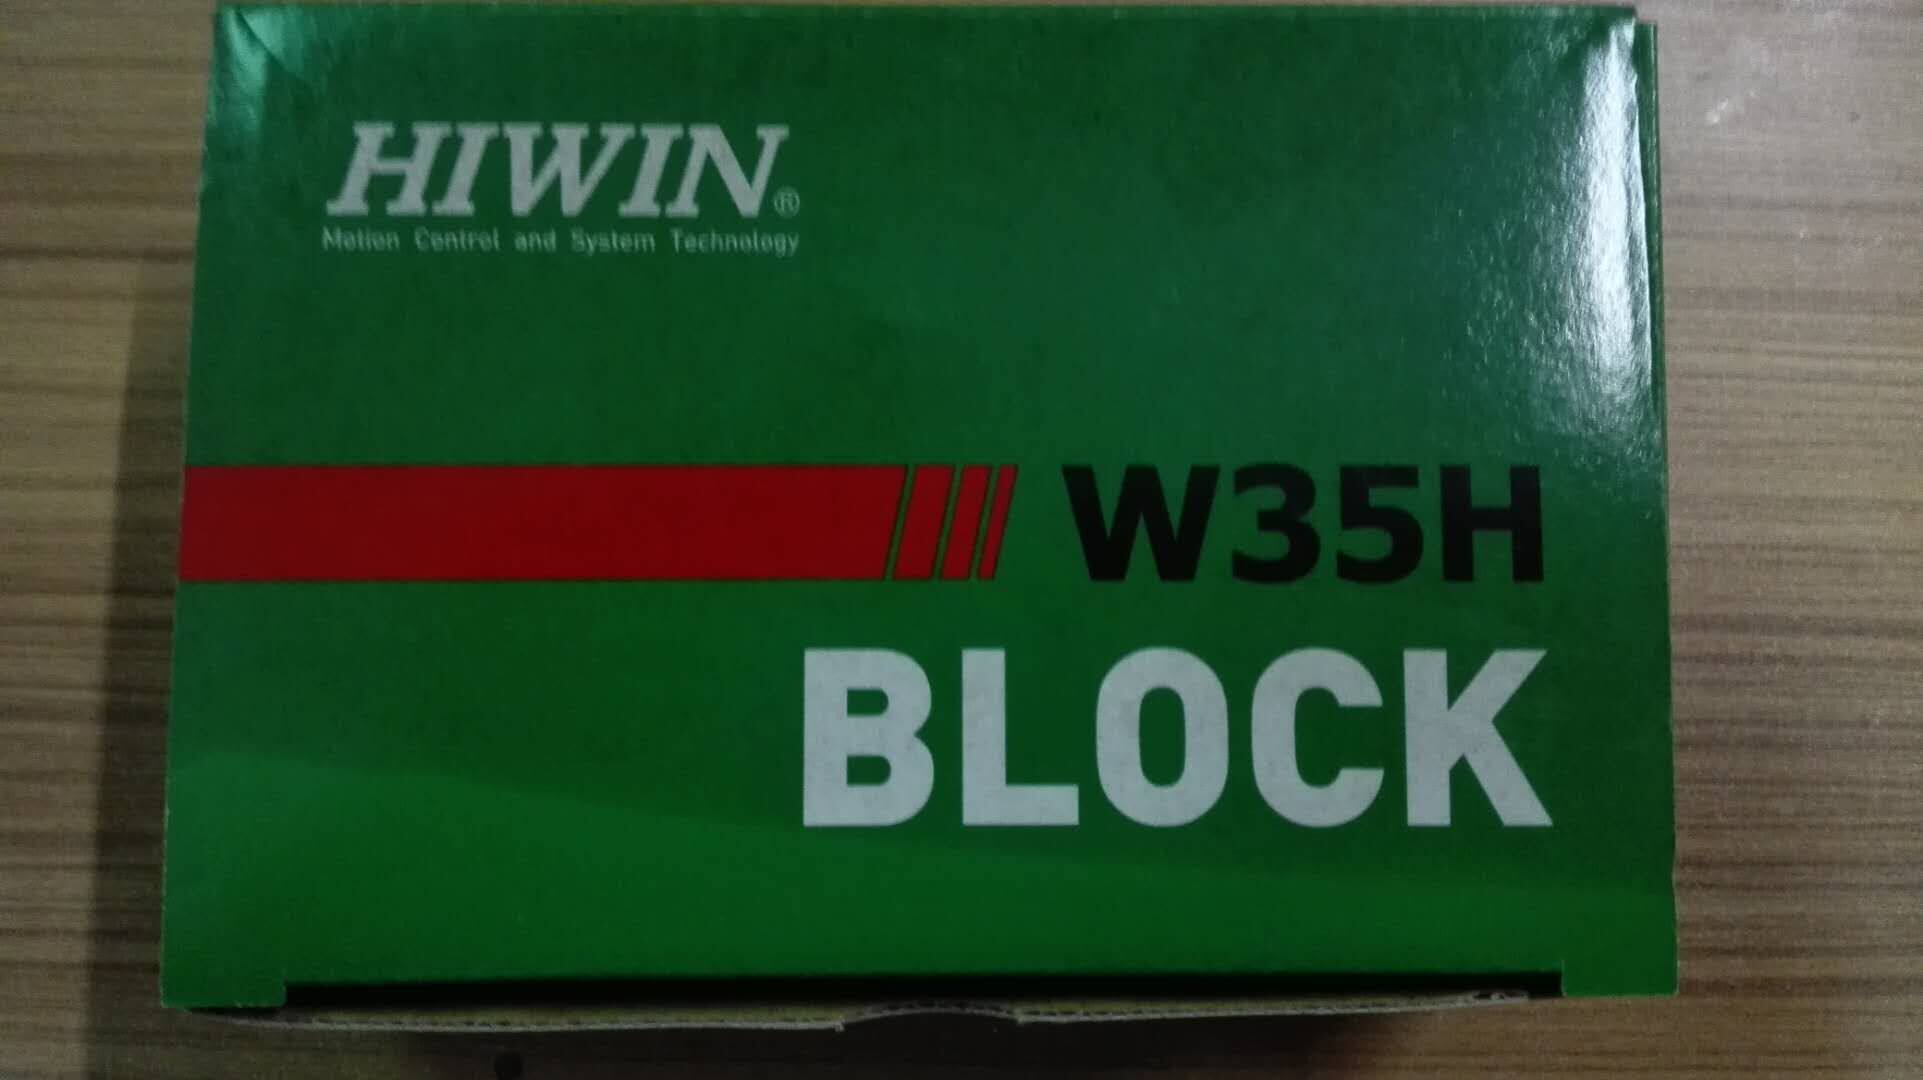 HIWIN®
Motion Control and System Technology
W35H
BLOCK